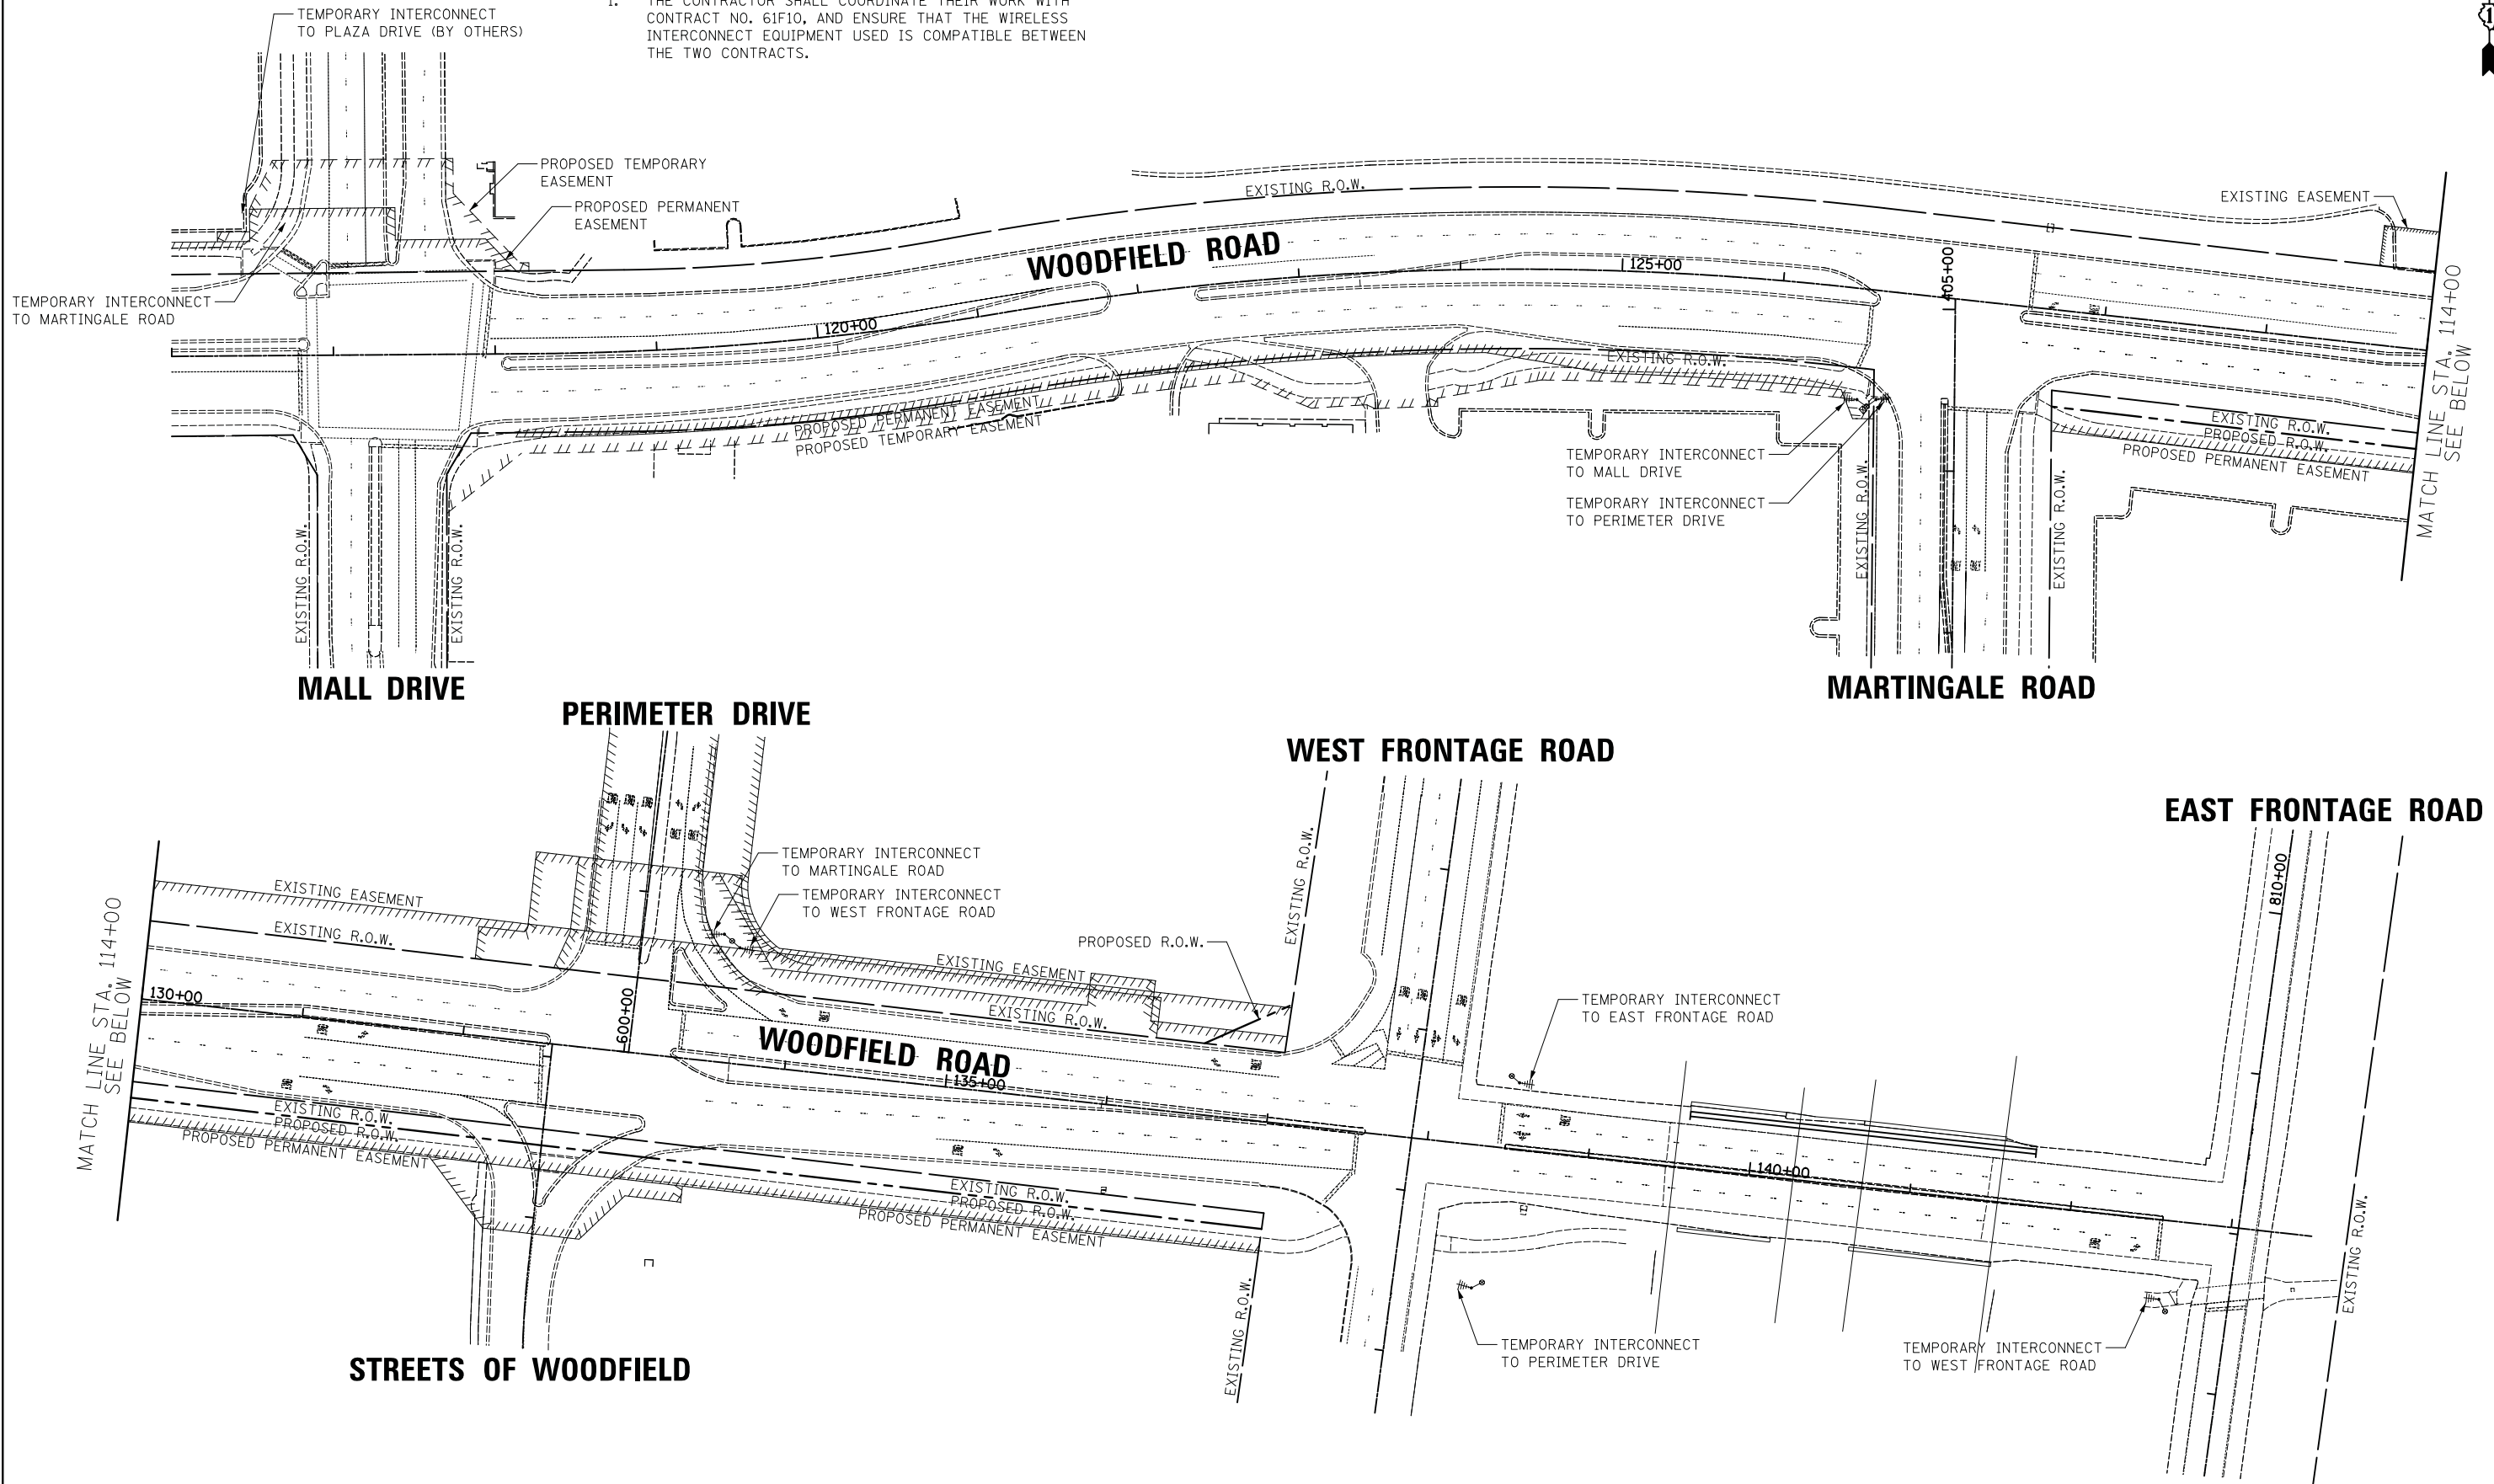 TEMPORARY INTERCONNECT
TO PLAZA DRIVE (BY OTHERS)
1. THE CONTRACTOR SHALL COORDINATE THEIR WORK WITH
CONTRACT NO. 61F10, AND ENSURE THAT THE WIRELESS
INTERCONNECT EQUIPMENT USED IS COMPATIBLE BETWEEN
THE TWO CONTRACTS.
PROPOSED TEMPORARY
EASEMENT
PROPOSED PERMANENT
EASEMENT
EXISTING R.O.W.
EXISTING EASEMENT
WOODFIELD ROAD
125+00
405+00
TEMPORARY INTERCONNECT
TO MARTINGALE ROAD
120+00
EXISTING R.O.W.
PROPOSED PERMANENT EASEMENT
PROPOSED TEMPORARY EASEMENT
EXISTING R.O.W.
PROPOSED R.O.W.
PROPOSED PERMANENT EASEMENT
MATCH LINE STA. 114+00
SEE BELOW
TEMPORARY INTERCONNECT
TO MALL DRIVE
TEMPORARY INTERCONNECT
TO PERIMETER DRIVE
EXISTING R.O.W.
EXISTING R.O.W.
EXISTING R.O.W.
EXISTING R.O.W.
MALL DRIVE
MARTINGALE ROAD
PERIMETER DRIVE
WEST FRONTAGE ROAD
EAST FRONTAGE ROAD
TEMPORARY INTERCONNECT
TO MARTINGALE ROAD
TEMPORARY INTERCONNECT
TO WEST FRONTAGE ROAD
EXISTING R.O.W.
810+00
EXISTING EASEMENT
EXISTING R.O.W.
PROPOSED R.O.W.
EXISTING EASEMENT
EXISTING R.O.W.
MATCH LINE STA. 114+00
SEE BELOW
130+00
600+00
WOODFIELD ROAD
135+00
TEMPORARY INTERCONNECT
TO EAST FRONTAGE ROAD
EXISTING R.O.W.
PROPOSED R.O.W.
PROPOSED PERMANENT EASEMENT
140+00
EXISTING R.O.W.
PROPOSED R.O.W.
PROPOSED PERMANENT EASEMENT
EXISTING R.O.W.
EXISTING R.O.W.
TEMPORARY INTERCONNECT
TO PERIMETER DRIVE
TEMPORARY INTERCONNECT
TO WEST FRONTAGE ROAD
STREETS OF WOODFIELD